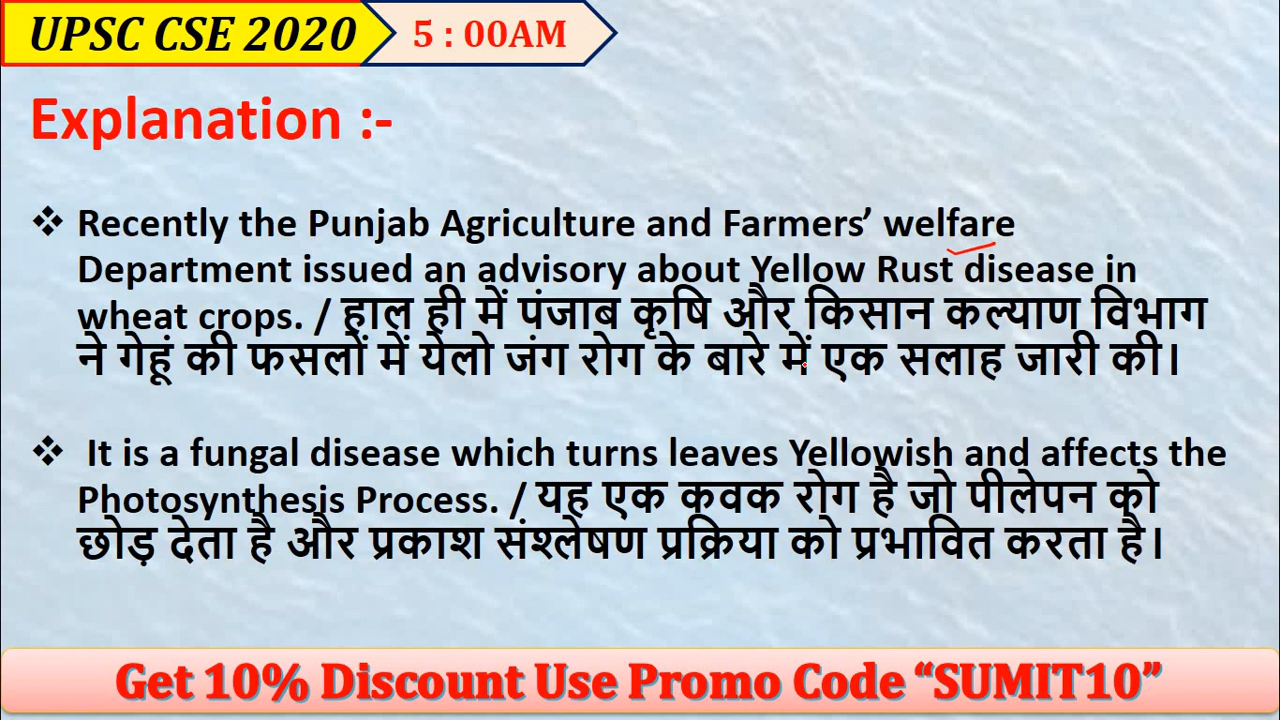 UPSC CSE 2020
5 : 00AM
Explanation :-
❖ Recently the Punjab Agriculture and Farmers’ welfare
Department issued an advisory about Yellow Rust disease in
wheat crops. / हाल ही में पंजाब कृषि और किसान कल्याण विभाग
ने गेहूं की फसलों में येलो जंग रोग के बारे में एक सलाह जारी की।
❖ It is a fungal disease which turns leaves Yellowish and affects the
Photosynthesis Process. / यह एक कवक रोग है जो पीलेपन को
छोड़ देता है और प्रकाश संश्लेषण प्रक्रिया को प्रभावित करता है।
Get 10% Discount Use Promo Code “SUMIT10”